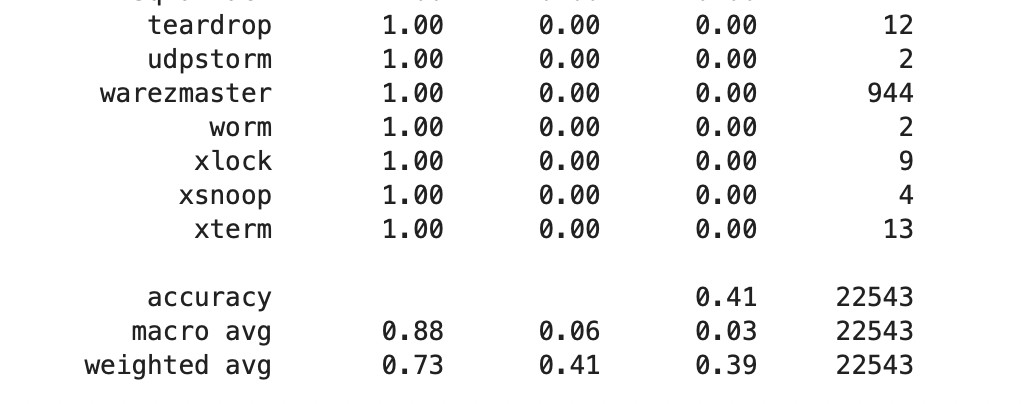 teardrop 1.00 0.00 0.00 12
udpstorm 1.00 0.00 0.00 2
warezmaster 1.00 0.00 0.00 944
worm 1.00 0.00 0.00 2
xlock 1.00 0.00 0.00 9
xsnoop 1.00 0.00 0.00 4
xterm 1.00 0.00 0.00 13
accuracy 0.41 22543
macro avg 0.88 0.06 0.03 22543
weighted avg 0.73 0.41 0.39 22543